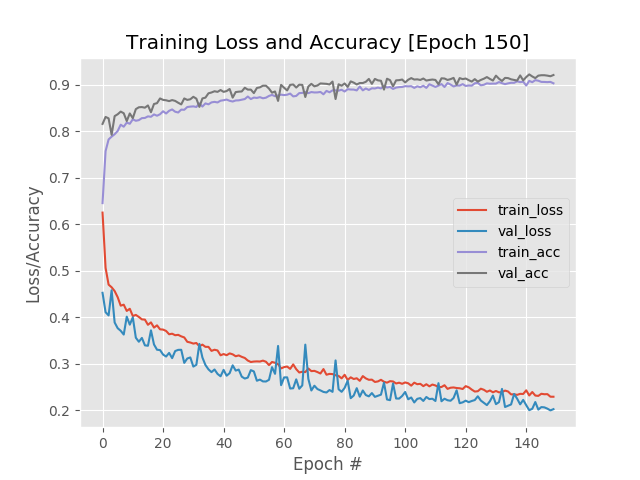 Training Loss and Accuracy [Epoch 150]
Loss/Accuracy
0.9
0.8
0.7
0.6
0.5
0.4
0.3
0.2
train_loss
val_loss
train_acc
val_acc
0 20 40 60 80 100 120 140
Epoch #